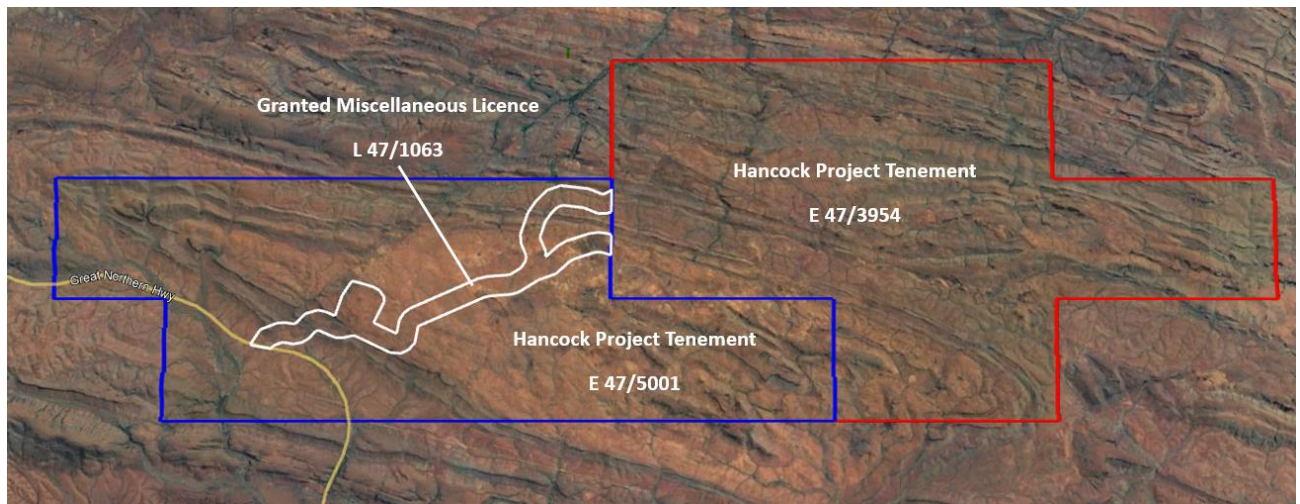 Granted Miscellaneous Licence
L 47/1063
Hancock Project Tenement
E 47/3954
Great Northern Hwy
Hancock Project Tenement
E 47/5001